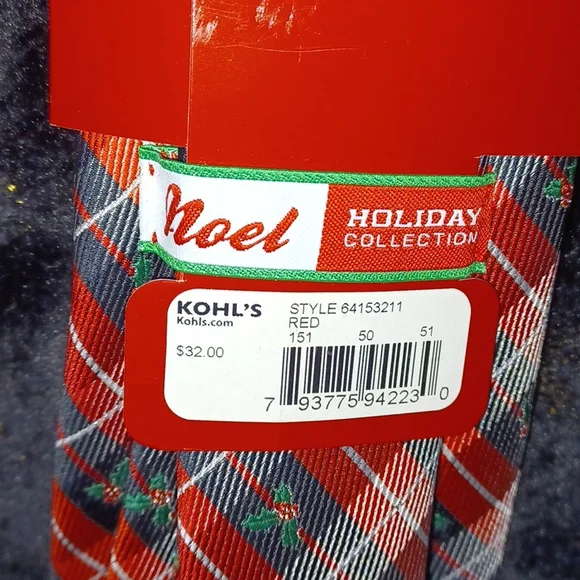 Noel
HOLIDAY
COLLECTION
KOHL'S
Kohls.com
STYLE 64153211
RED
151 50 51
$32.00
7 93775 94223 0